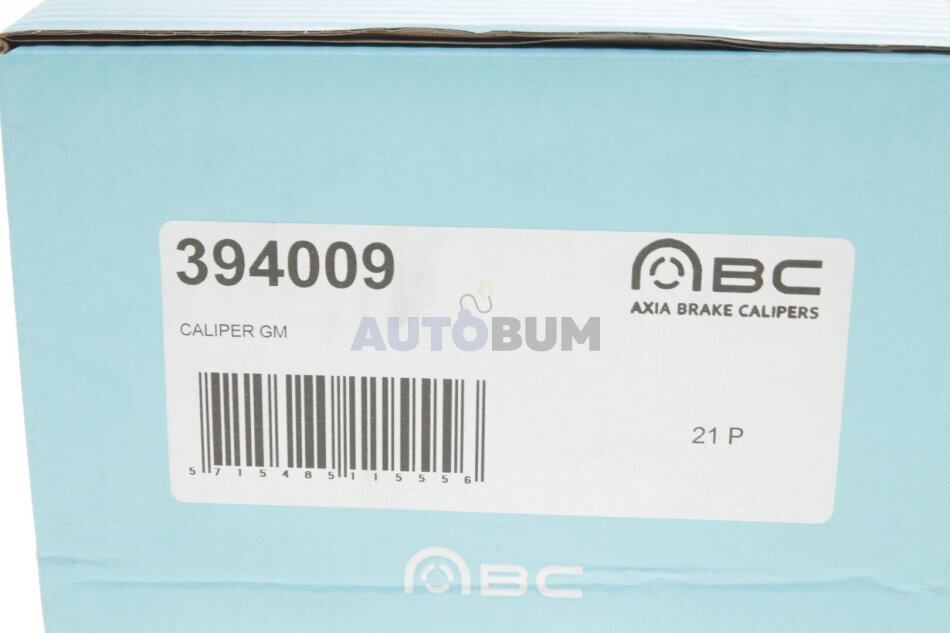 394009
ABC
AXIA BRAKE CALIPERS
CALIPER GM
AUTOBUM
21 P
5 715485 115556
ABC